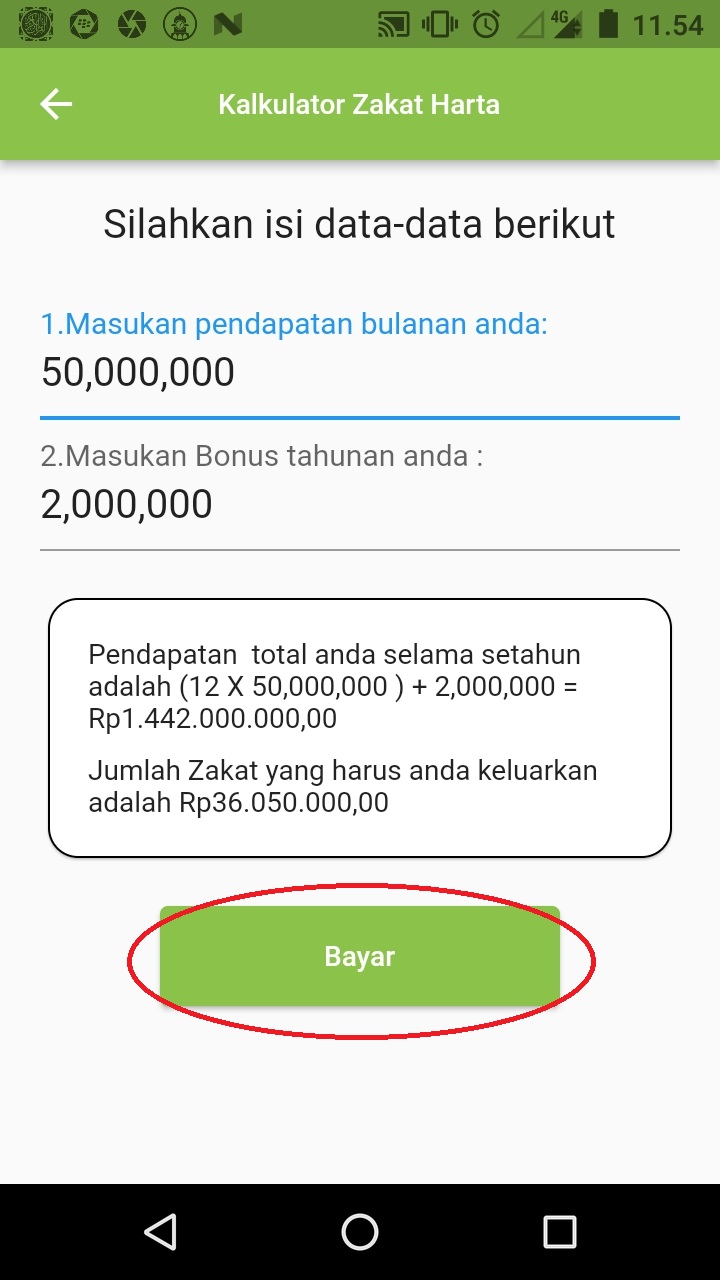 4G 11.54
Kalkulator Zakat Harta
Silahkan isi data-data berikut
1.Masukan pendapatan bulanan anda:
50,000,000
2.Masukan Bonus tahunan anda :
2,000,000
Pendapatan  total anda selama setahun
adalah (12 X 50,000,000 ) + 2,000,000 =
Rp1.442.000.000,00
Jumlah Zakat yang harus anda keluarkan
adalah Rp36.050.000,00
Bayar